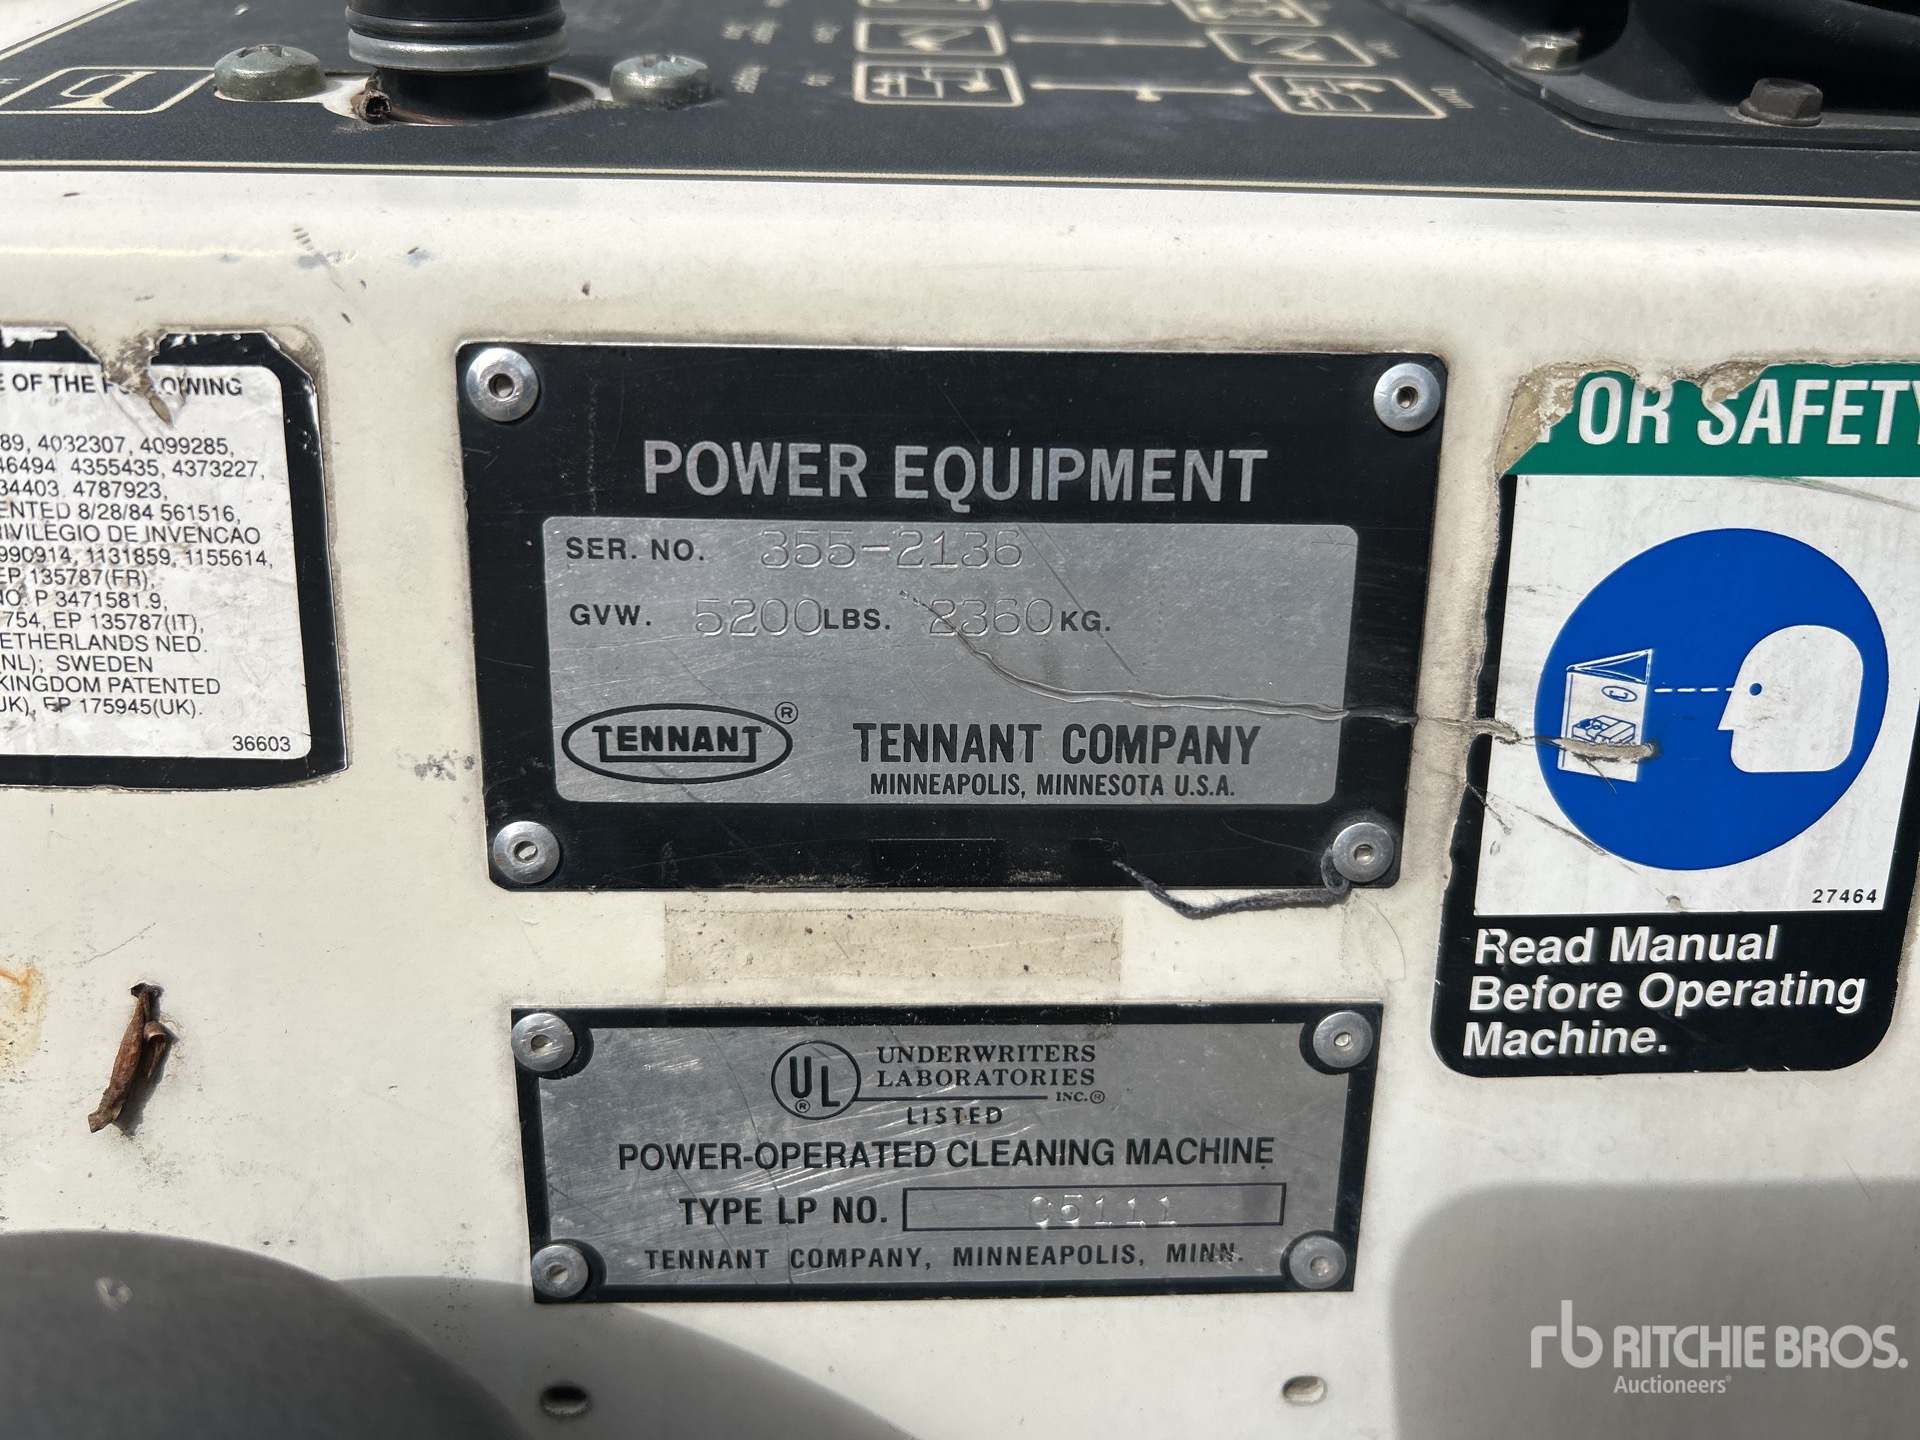 E OF THE FOLLOWING
89, 4032307, 4099285,
46494 4355435, 4373227,
34403, 4787923,
ENTED 8/28/84 561516,
RIVILÉGIO DE INVENCAO
990914, 1131859, 1155614,
EP 135787(FR),
NO. P 3471581.9,
1754, EP 135787(IT),
ETHERLANDS NED.
NL); SWEDEN
KINGDOM PATENTED
UK), EP 175945(UK).
36603
POWER EQUIPMENT
SER. NO. 355-2136
GVW. 5200 LBS. 2360 KG.
TENNANT ®
TENNANT COMPANY
MINNEAPOLIS, MINNESOTA U.S.A.
FOR SAFETY
27464
Read Manual
Before Operating
Machine.
UL ®
UNDERWRITERS
LABORATORIES
INC.®
LISTED
POWER-OPERATED CLEANING MACHINE
TYPE LP NO. C5111
TENNANT COMPANY, MINNEAPOLIS, MINN.
rb RITCHIE BROS.
Auctioneers